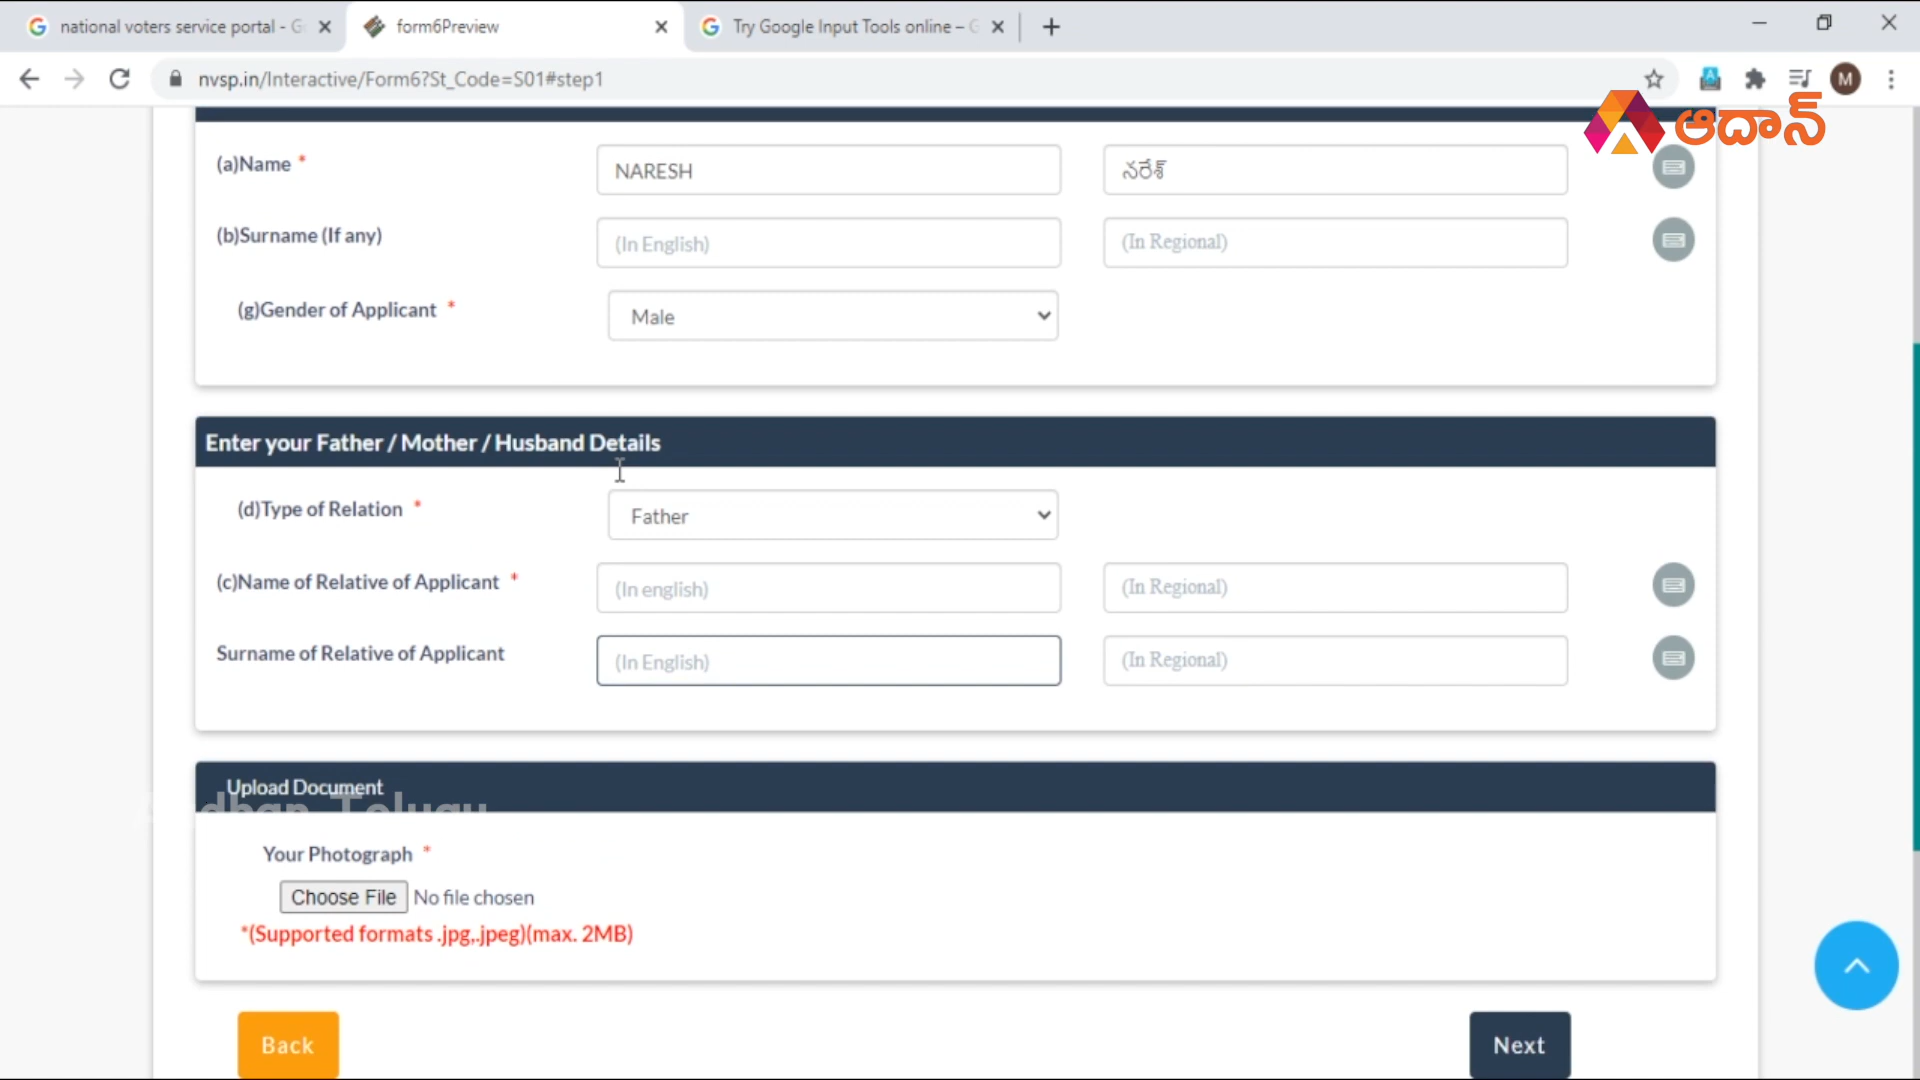 national voters service portal - G
form6Preview
Try Google Input Tools online – G
nvsp.in/Interactive/Form6?St_Code=S01#step1
M
ఆదాన్
(a)Name * NARESH నరేశ్
(b)Surname (If any) (In English) (In Regional)
(g)Gender of Applicant * Male
Enter your Father / Mother / Husband Details
(d)Type of Relation * Father
(c)Name of Relative of Applicant * (In english) (In Regional)
Surname of Relative of Applicant (In English) (In Regional)
Upload Document
Aadhan Telugu
Your Photograph *
Choose File No file chosen
*(Supported formats .jpg,.jpeg)(max. 2MB)
Back Next